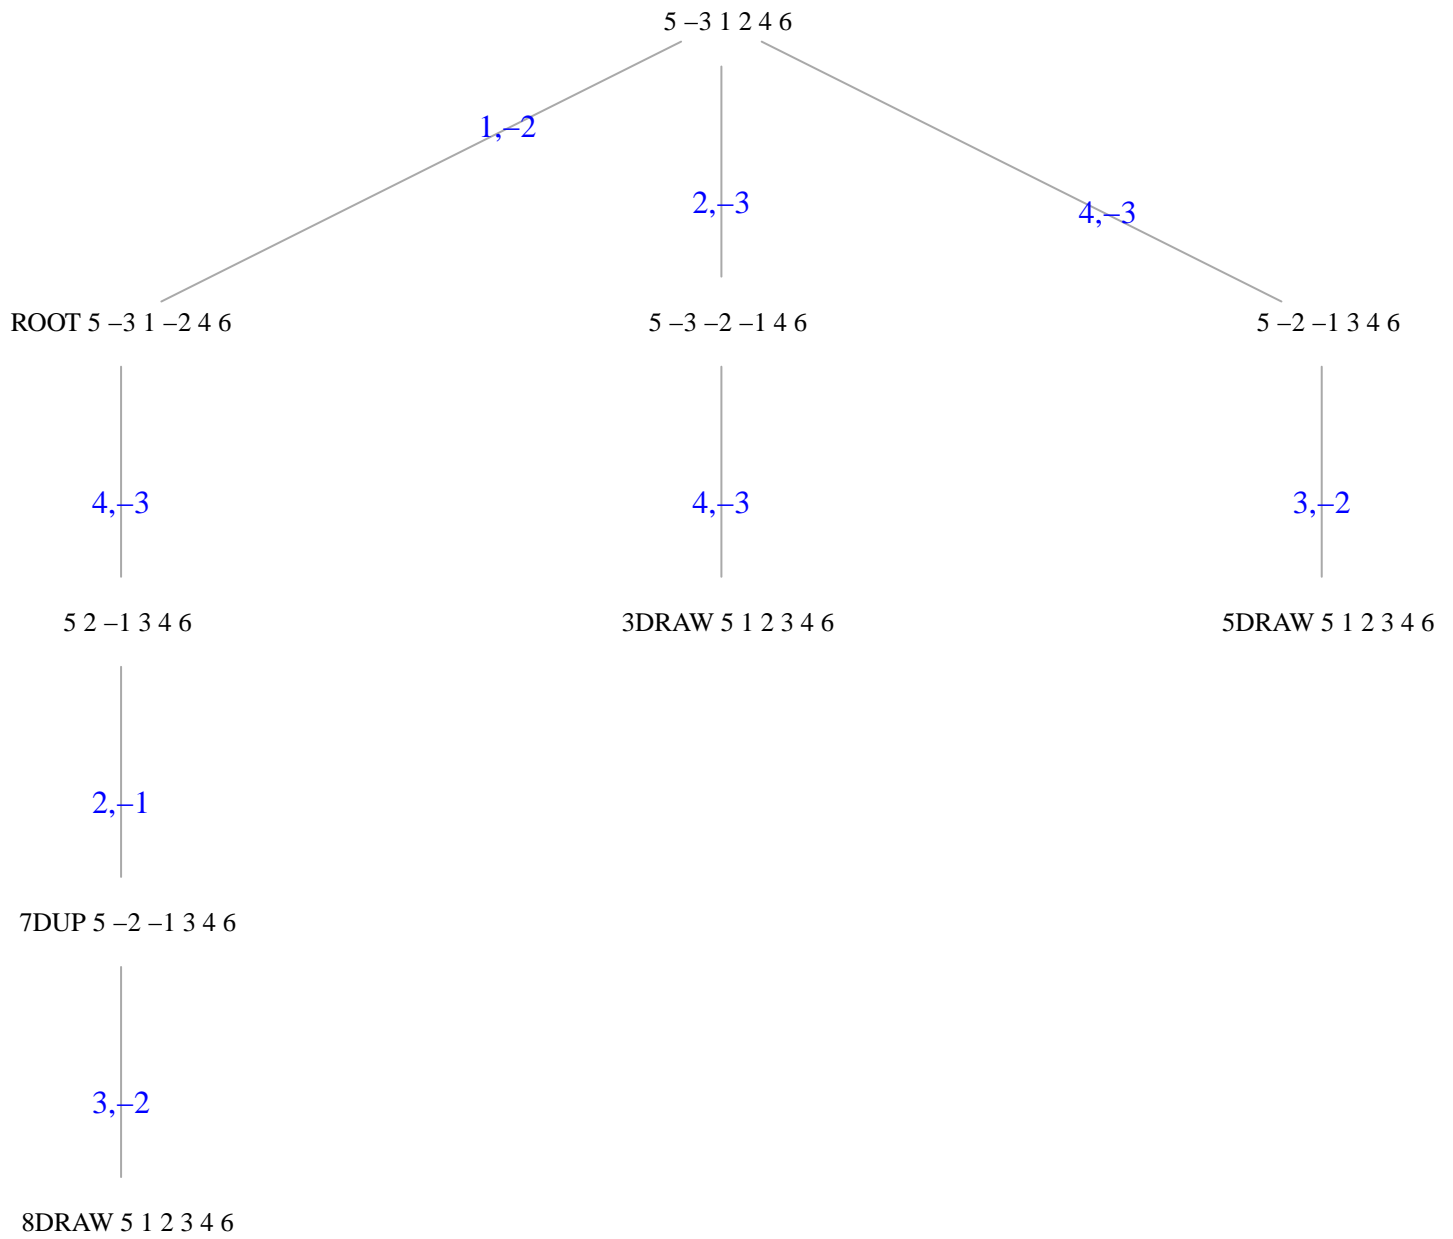 5 –3 1 2 4 6
1,–2
2,–3
4,–3
ROOT 5 –3 1 –2 4 6
5 –3 –2 –1 4 6
5 –2 –1 3 4 6
4,–3
4,–3
3,–2
5 2 –1 3 4 6
3DRAW 5 1 2 3 4 6
5DRAW 5 1 2 3 4 6
2,–1
7DUP 5 –2 –1 3 4 6
3,–2
8DRAW 5 1 2 3 4 6